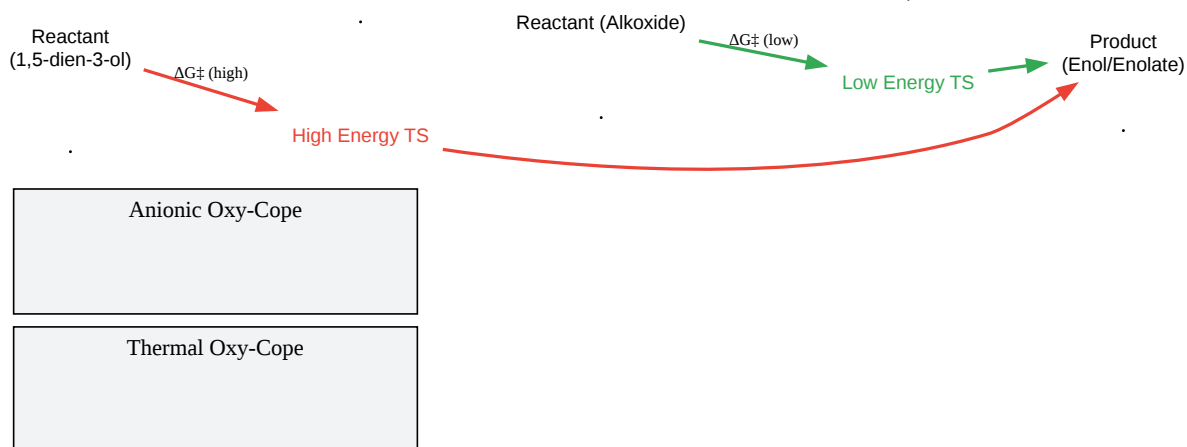 Reactant
(1,5-dien-3-ol)
ΔG‡ (high)
High Energy TS
Reactant (Alkoxide)
ΔG‡ (low)
Low Energy TS
Product
(Enol/Enolate)
Anionic Oxy-Cope
Thermal Oxy-Cope